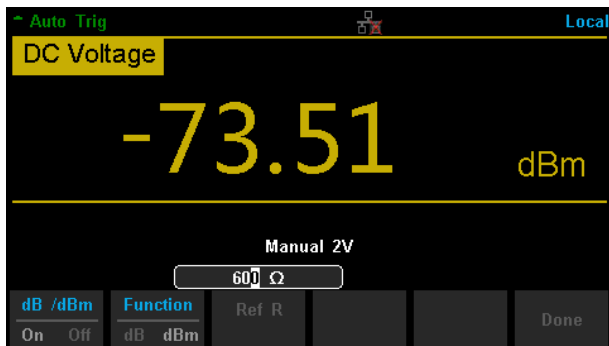 Auto Trig Local
DC Voltage
-73.51 dBm
Manual 2V
600 Ω
dB /dBm Function Ref R Done
On Off dB dBm